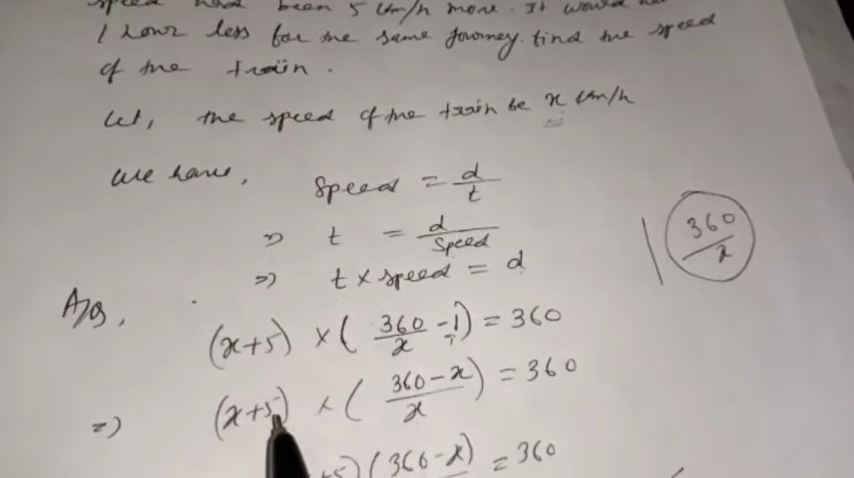 been 5 km/h more. It would
1 hour less for the same journey. find the speed
of the train.
Let, the speed of the train be x km/h
We have,
Speed = d/t
=> t = d/Speed
=> t x speed = d
360/x
A/Q,
(x+5) x (360/x - 1) = 360
=> (x+5) x (360-x/x) = 360
+5) (360-x) = 360